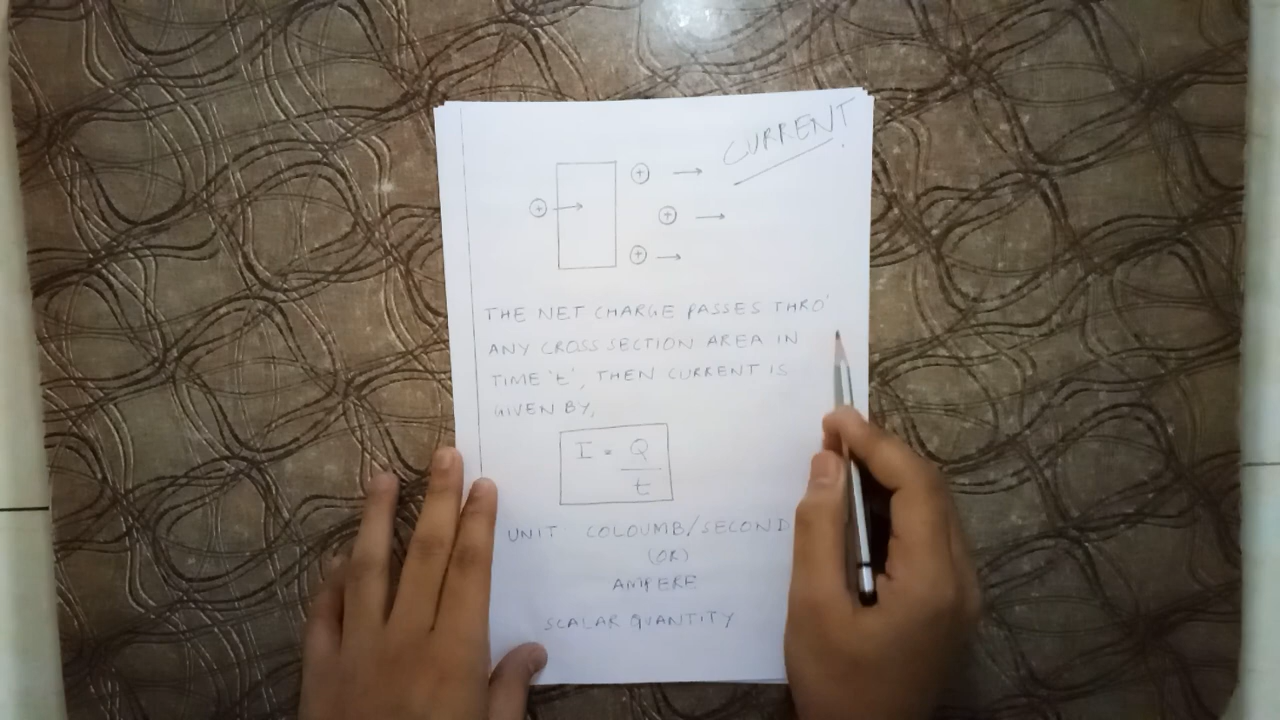 CURRENT
THE NET CHARGE PASSES THRO'
ANY CROSS SECTION AREA IN
TIME 't', THEN CURRENT IS
GIVEN BY,
I = Q
t
UNIT: COLOUMB/SECOND
(OR)
AMPERE
SCALAR QUANTITY